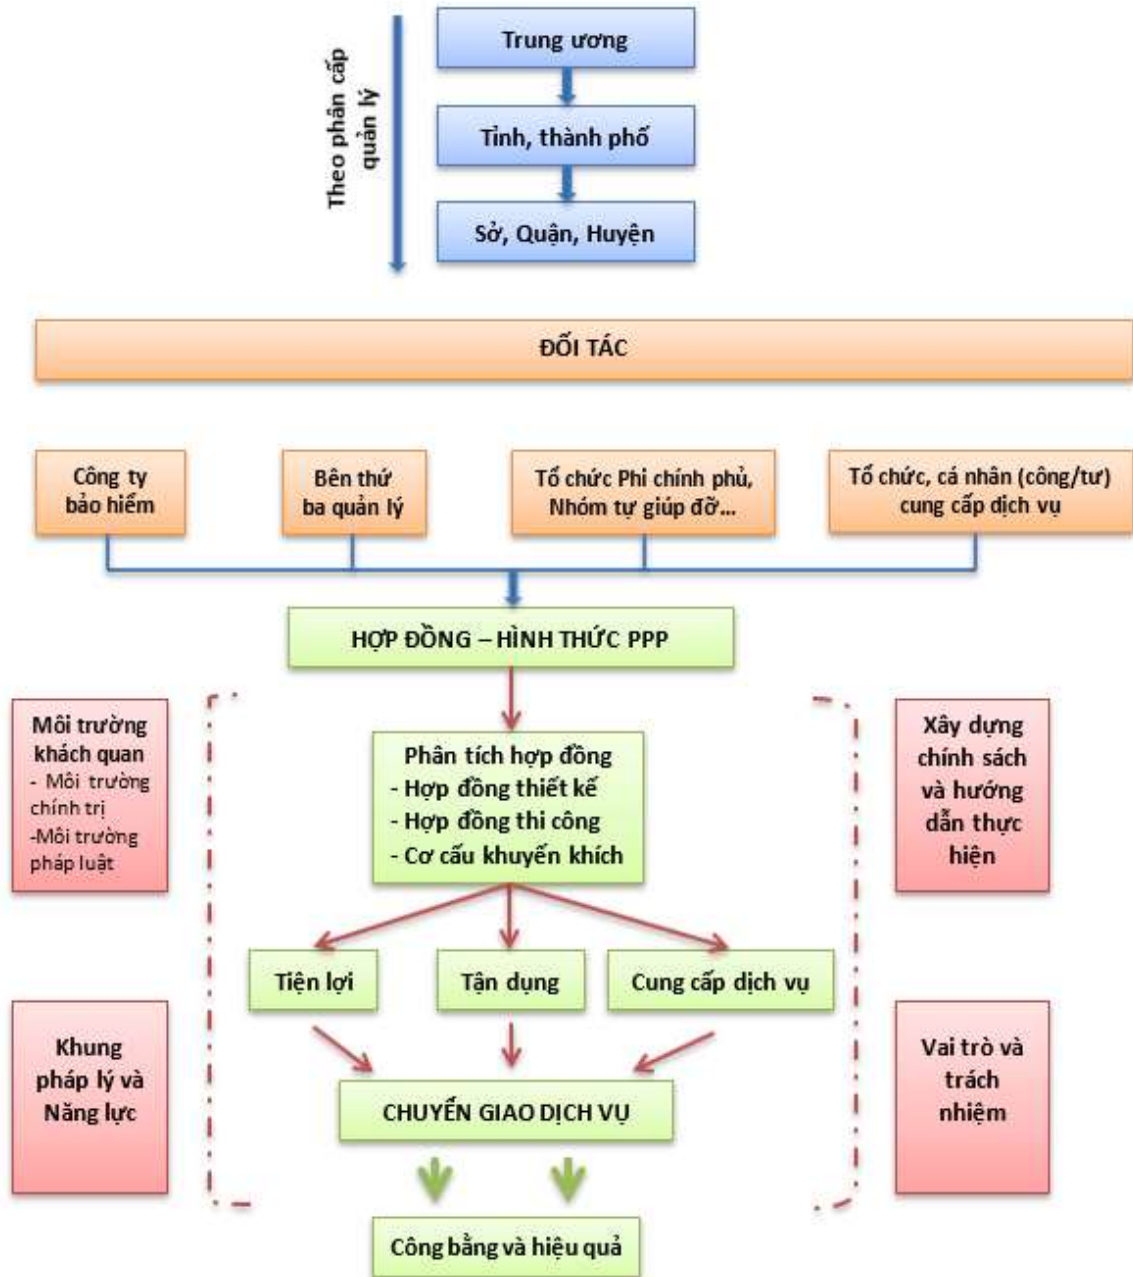 Trung ương
Theo phân cấp
quản lý
Tỉnh, thành phố
Sở, Quận, Huyện
ĐỐI TÁC
Công ty
bảo hiểm
Bên thứ
ba quản lý
Tổ chức Phi chính phủ,
Nhóm tự giúp đỡ...
Tổ chức, cá nhân (công/tư)
cung cấp dịch vụ
HỢP ĐỒNG – HÌNH THỨC PPP
Môi trường
khách quan
- Môi trường
chính trị
-Môi trường
pháp luật
Phân tích hợp đồng
- Hợp đồng thiết kế
- Hợp đồng thi công
- Cơ cấu khuyến khích
Xây dựng
chính sách
và hướng
dẫn thực
hiện
Tiện lợi
Tận dụng
Cung cấp dịch vụ
Khung
pháp lý và
Năng lực
Vai trò và
trách
nhiệm
CHUYỂN GIAO DỊCH VỤ
Công bằng và hiệu quả